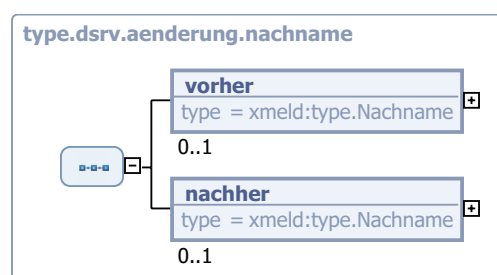 type.dsrv.aenderung.nachname
vorher
type = xmeld:type.Nachname
0..1
nachher
type = xmeld:type.Nachname
0..1